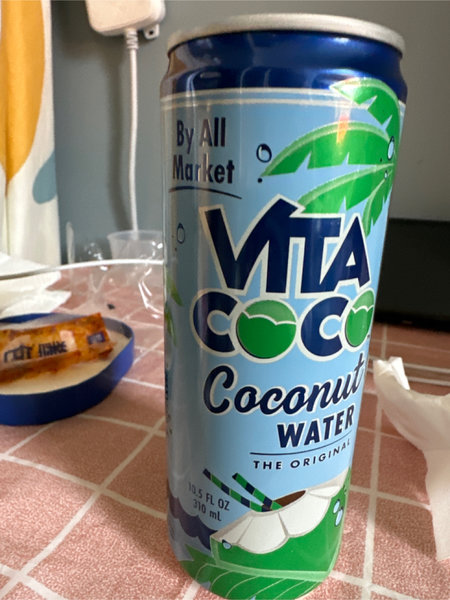 By All
Market
VITA
COCO
Coconut
WATER
THE ORIGINAL
10.5 FL OZ
310 mL